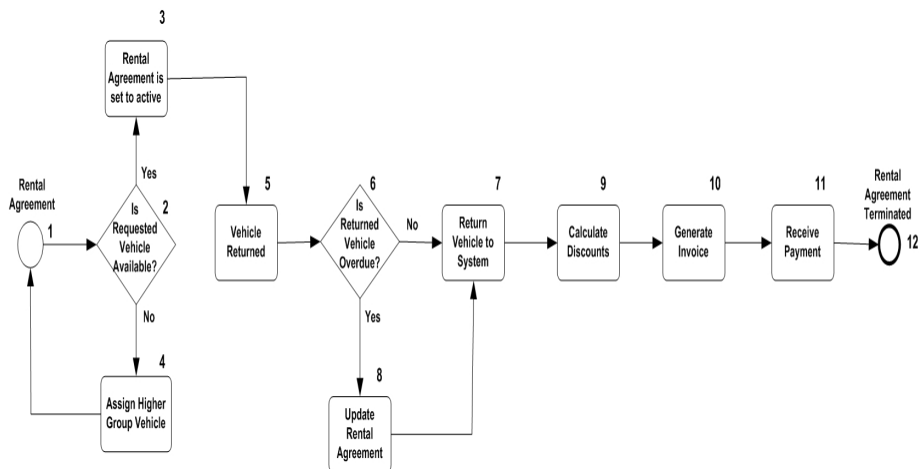 3
Rental
Agreement is
set to active
Yes
Rental
Agreement
1
2
Is
Requested
Vehicle
Available?
No
4
Assign Higher
Group Vehicle
5
Vehicle
Returned
6
Is
Returned
Vehicle
Overdue?
No
Yes
8
Update
Rental
Agreement
7
Return
Vehicle to
System
9
Calculate
Discounts
10
Generate
Invoice
11
Receive
Payment
Rental
Agreement
Terminated
12